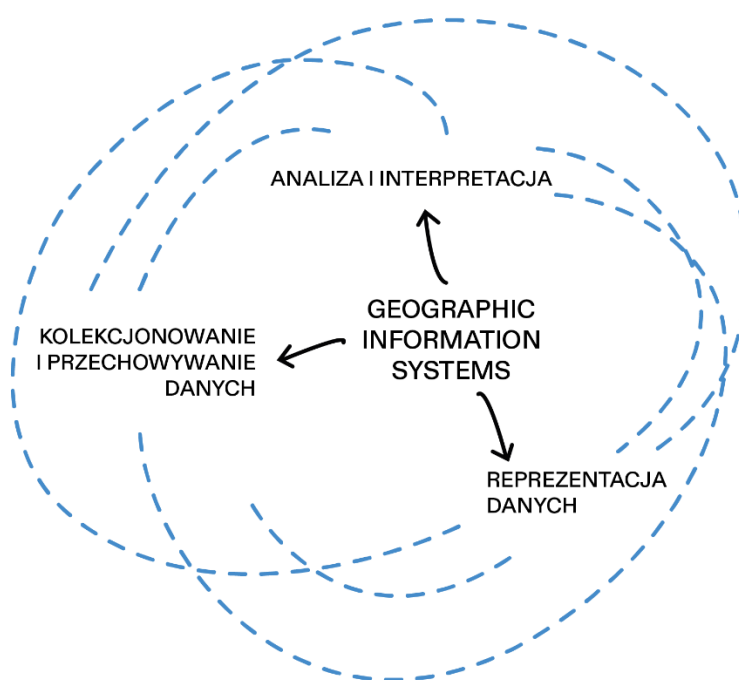 ANALIZA I INTERPRETACJA
GEOGRAPHIC
INFORMATION
SYSTEMS
KOLEKCJONOWANIE
I PRZECHOWYWANIE
DANYCH
REPREZENTACJA
DANYCH